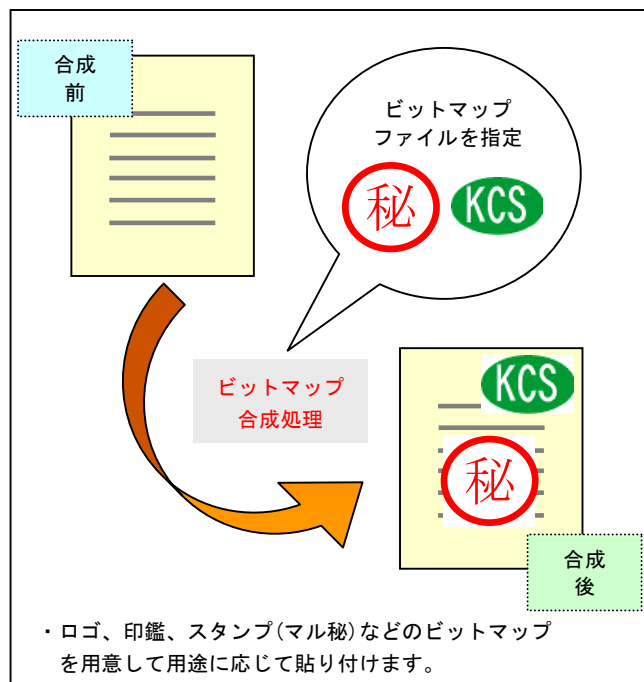 合成
前
ビットマップ
ファイルを指定
秘
KCS
ビットマップ
合成処理
KCS
秘
合成
後
・ロゴ、印鑑、スタンプ(マル秘)などのビットマップ
を用意して用途に応じて貼り付けます。